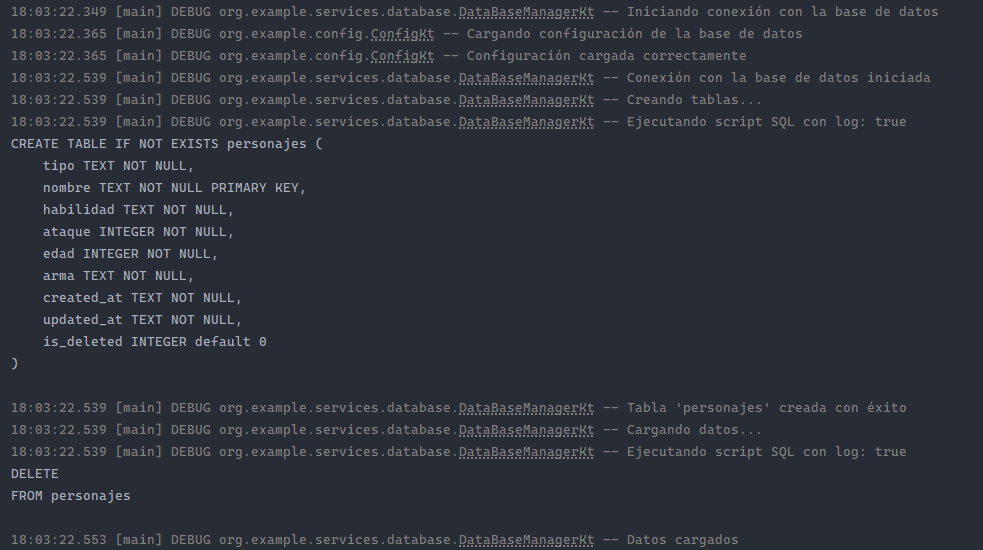 18:03:22.349 [main] DEBUG org.example.services.database.DataBaseManagerKt -- Iniciando conexión con la base de datos
18:03:22.365 [main] DEBUG org.example.config.ConfigKt -- Cargando configuración de la base de datos
18:03:22.365 [main] DEBUG org.example.config.ConfigKt -- Configuración cargada correctamente
18:03:22.539 [main] DEBUG org.example.services.database.DataBaseManagerKt -- Conexión con la base de datos iniciada
18:03:22.539 [main] DEBUG org.example.services.database.DataBaseManagerKt -- Creando tablas...
18:03:22.539 [main] DEBUG org.example.services.database.DataBaseManagerKt -- Ejecutando script SQL con log: true
CREATE TABLE IF NOT EXISTS personajes (
    tipo TEXT NOT NULL,
    nombre TEXT NOT NULL PRIMARY KEY,
    habilidad TEXT NOT NULL,
    ataque INTEGER NOT NULL,
    edad INTEGER NOT NULL,
    arma TEXT NOT NULL,
    created_at TEXT NOT NULL,
    updated_at TEXT NOT NULL,
    is_deleted INTEGER default 0
)
18:03:22.539 [main] DEBUG org.example.services.database.DataBaseManagerKt -- Tabla 'personajes' creada con éxito
18:03:22.539 [main] DEBUG org.example.services.database.DataBaseManagerKt -- Cargando datos...
18:03:22.539 [main] DEBUG org.example.services.database.DataBaseManagerKt -- Ejecutando script SQL con log: true
DELETE
FROM personajes
18:03:22.553 [main] DEBUG org.example.services.database.DataBaseManagerKt -- Datos cargados